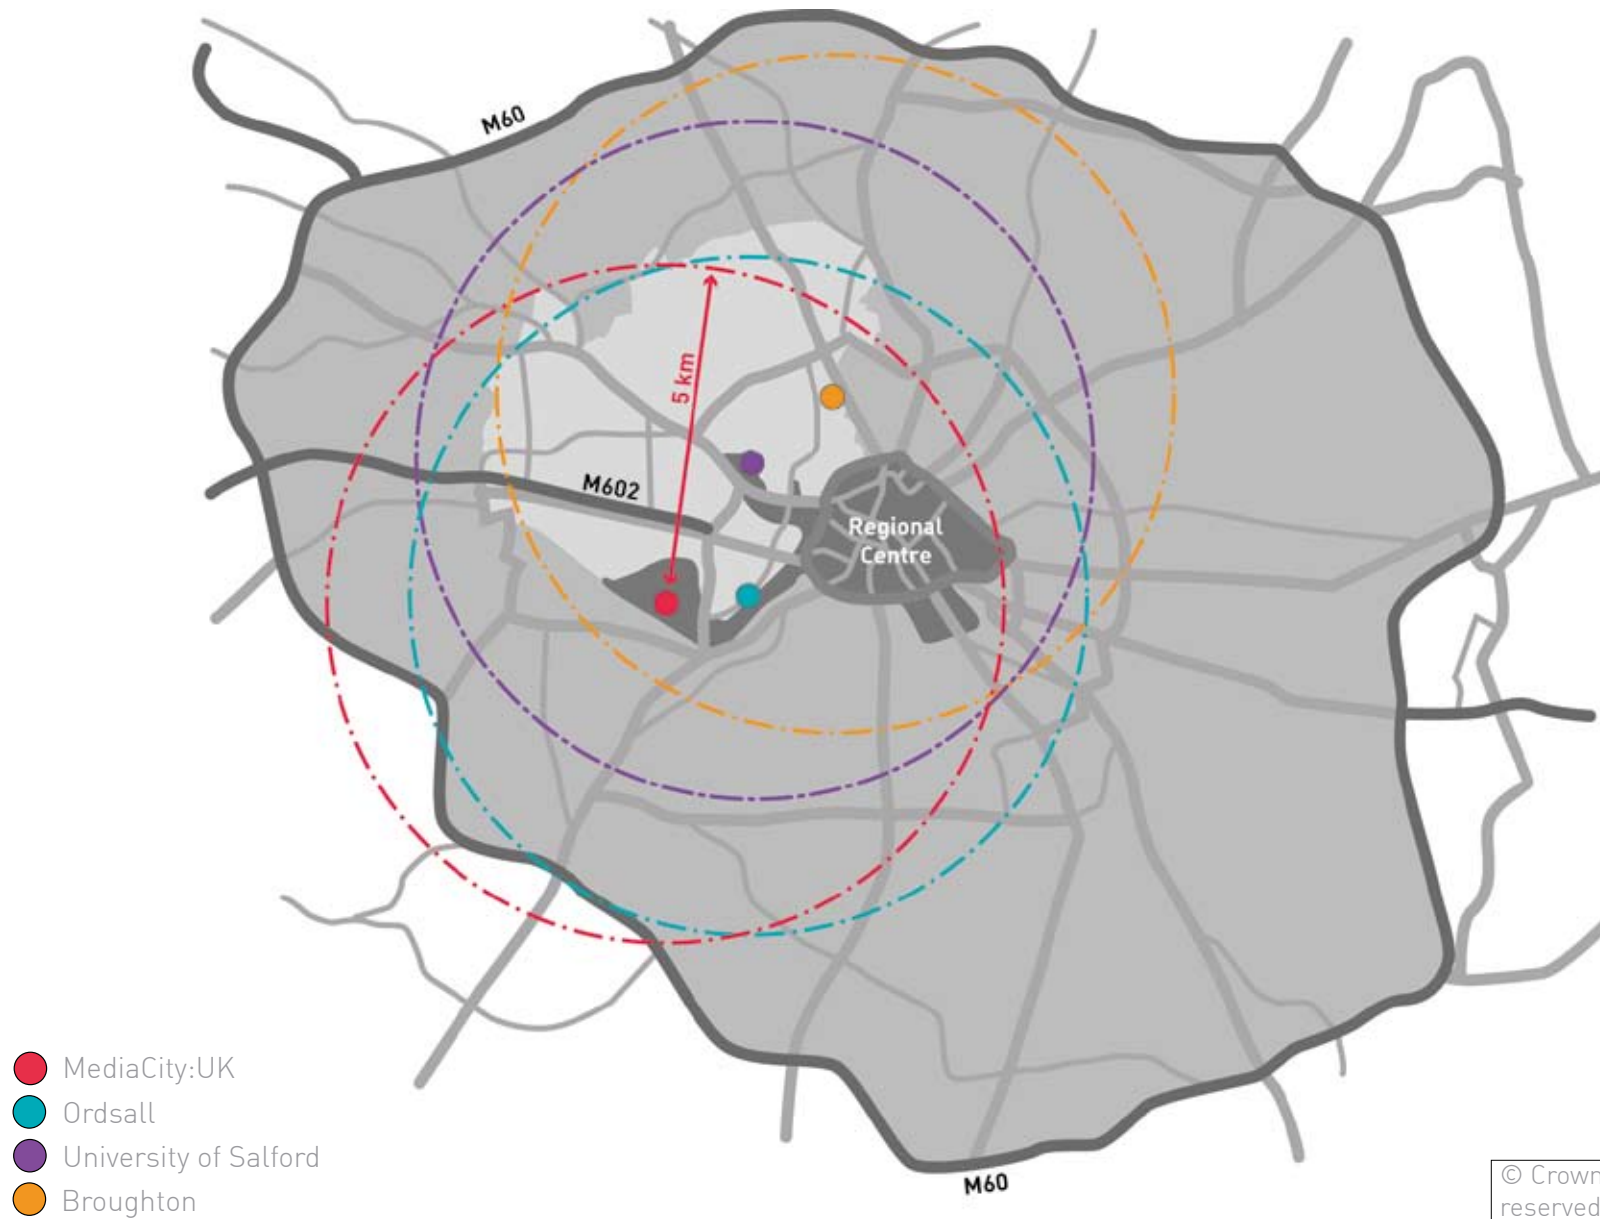 M60
5 km
M602
Regional
Centre
MediaCity:UK
Ordsall
University of Salford
Broughton
M60
© Crown
reserved